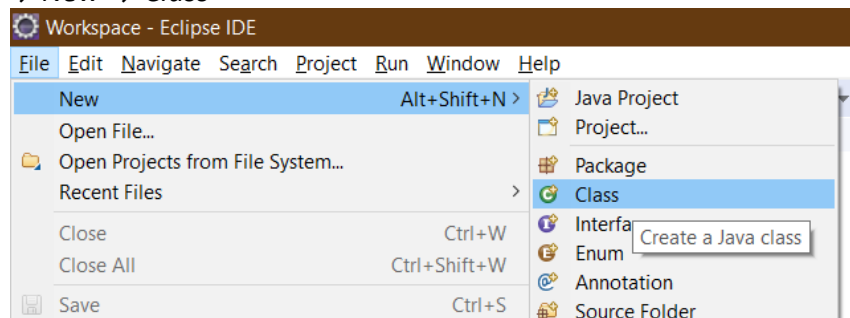 Workspace - Eclipse IDE
File Edit Navigate Search Project Run Window Help
New Alt+Shift+N >
Open File...
Open Projects from File System...
Recent Files >
Close Ctrl+W
Close All Ctrl+Shift+W
Save Ctrl+S
Java Project
Project...
Package
Class
Create a Java class
Enum
Annotation
Source Folder